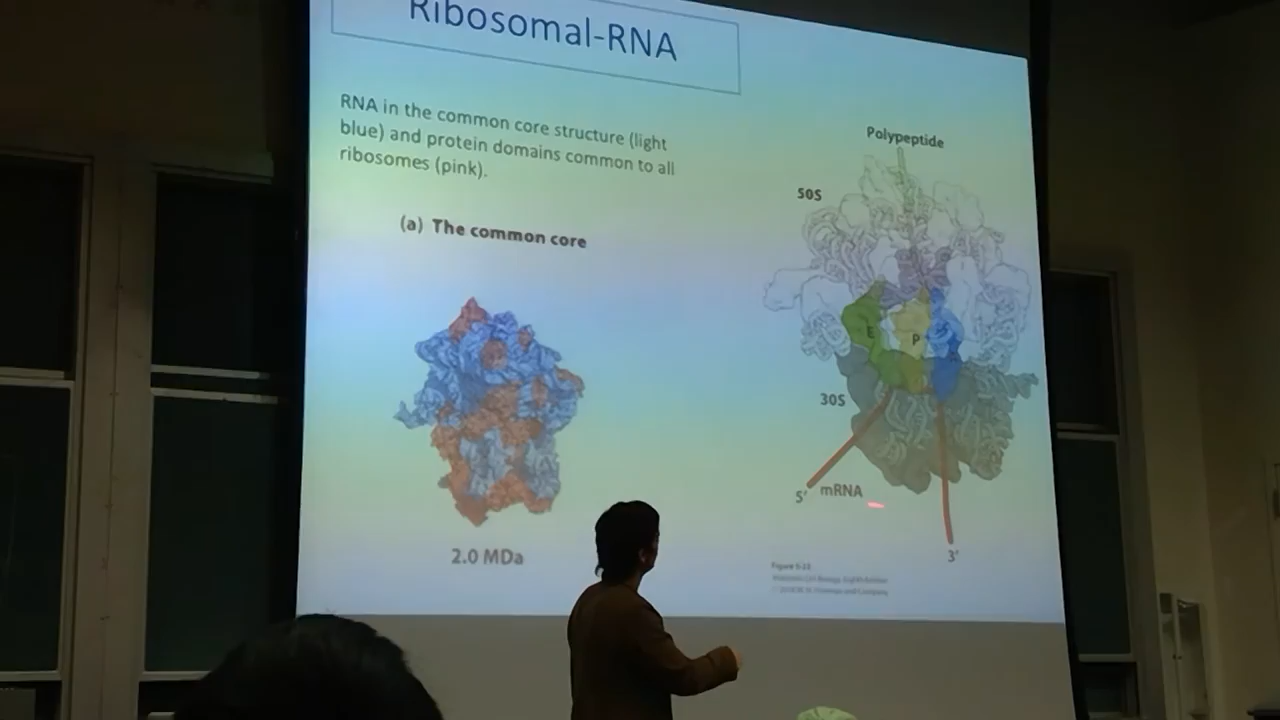 Ribosomal-RNA
RNA in the common core structure (light
blue) and protein domains common to all
ribosomes (pink).
(a) The common core
2.0 MDa
Polypeptide
50S
E
P
30S
5′ mRNA
3′